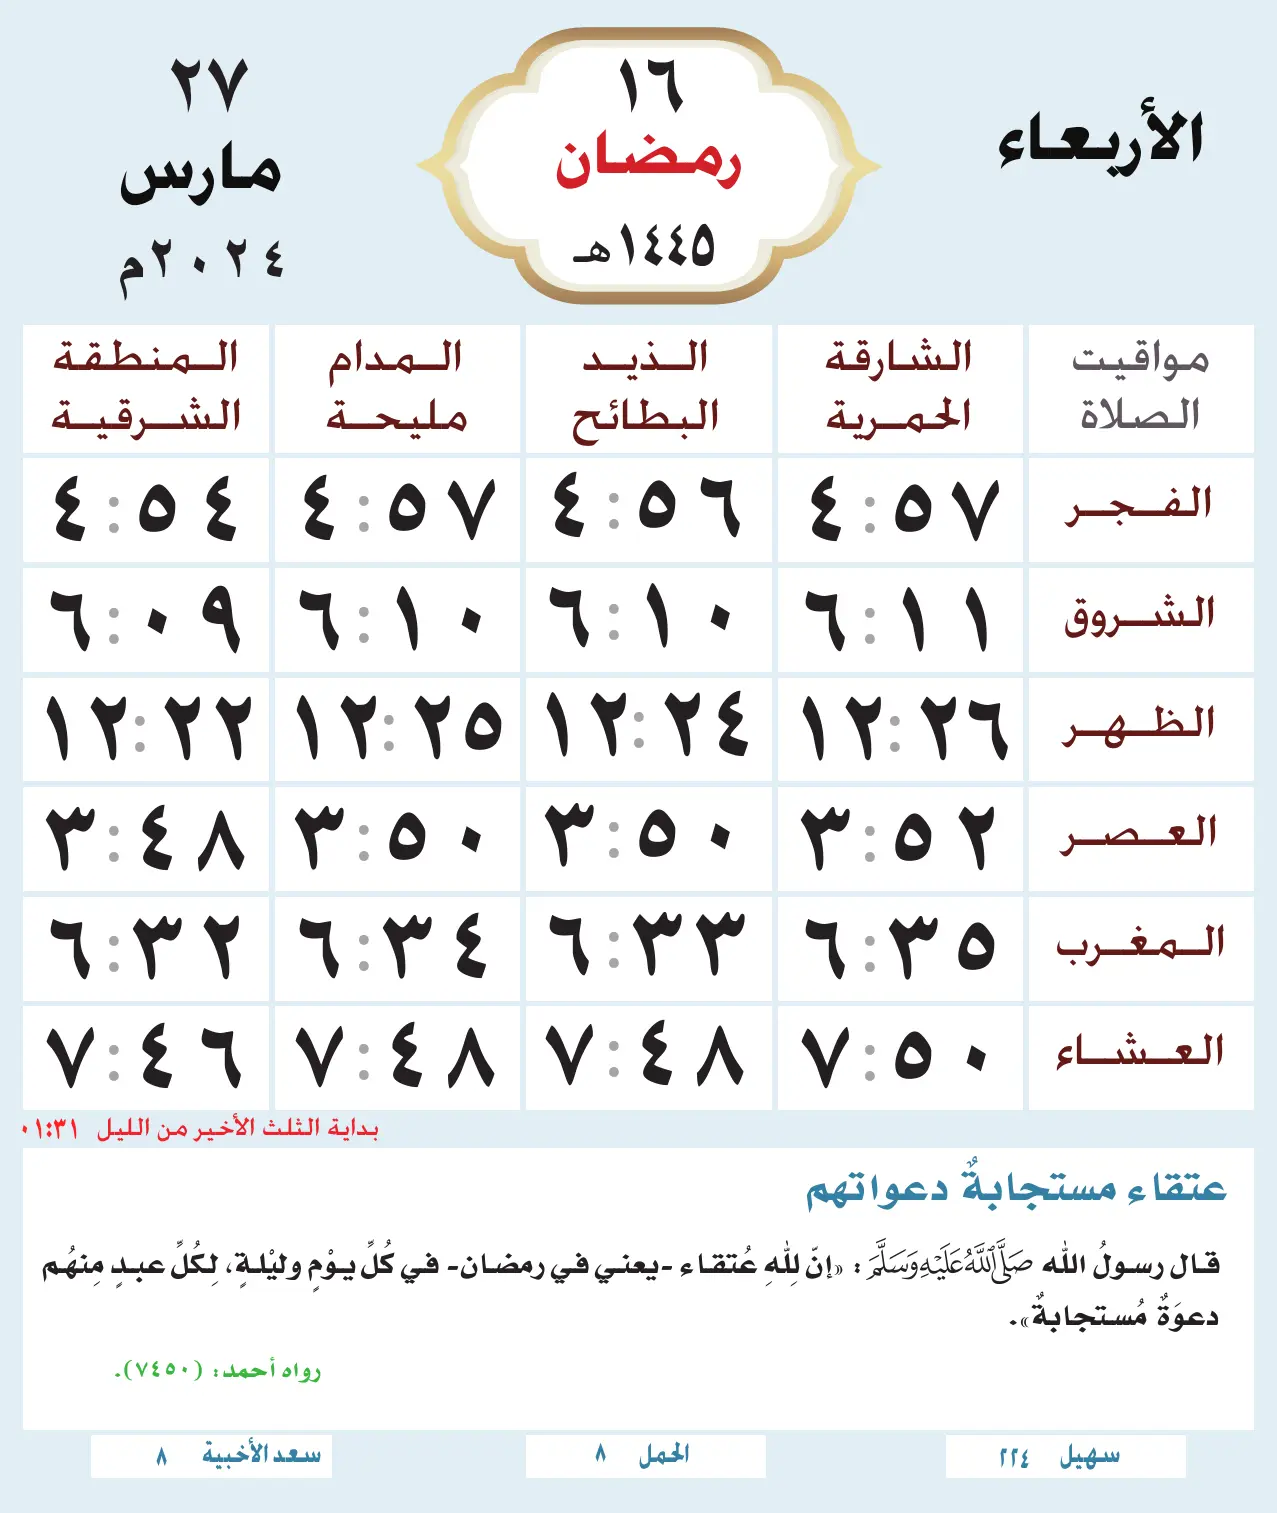 الأربعاء
١٦
رمضان
١٤٤٥هـ
٢٧
مارس
٢٠٢٤م
مواقيت الصلاة الشارقة الحمرية الذيد البطائح المدام مليحة المنطقة الشرقية
الفجر ٤:٥٧ ٤:٥٦ ٤:٥٧ ٤:٥٤
الشروق ٦:١١ ٦:١٠ ٦:١٠ ٦:٠٩
الظهر ١٢:٢٦ ١٢:٢٤ ١٢:٢٥ ١٢:٢٢
العصر ٣:٥٢ ٣:٥٠ ٣:٥٠ ٣:٤٨
المغرب ٦:٣٥ ٦:٣٣ ٦:٣٤ ٦:٣٢
العشاء ٧:٥٠ ٧:٤٨ ٧:٤٨ ٧:٤٦
بداية الثلث الأخير من الليل ٠١:٣١
عتقاء مستجابةٌ دعواتهم
قال رسولُ الله صَلَّى اللَّهُ عَلَيْهِ وَسَلَّمَ : «إنّ لِلّهِ عُتقاء -يعني في رمضان- في كُلِّ يوْمٍ وليْلةٍ، لِكُلِّ عبدٍ مِنهُم
دعوَةٌ مُستجابةٌ».
رواه أحمد: (٧٤٥٠).
سهيل ٢٢٤ الحمل ٨ سعد الأخبية ٨